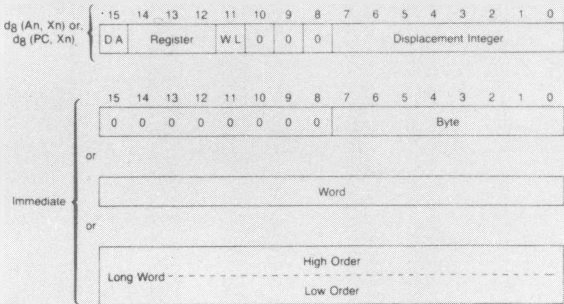 15 14 13 12 11 10 9 8 7 6 5 4 3 2 1 0
d8 (An, Xn) or,
d8 (PC, Xn)
D A Register W L 0 0 0 Displacement Integer
15 14 13 12 11 10 9 8 7 6 5 4 3 2 1 0
0 0 0 0 0 0 0 0 Byte
or
Word
Immediate
or
High Order
Long Word
Low Order